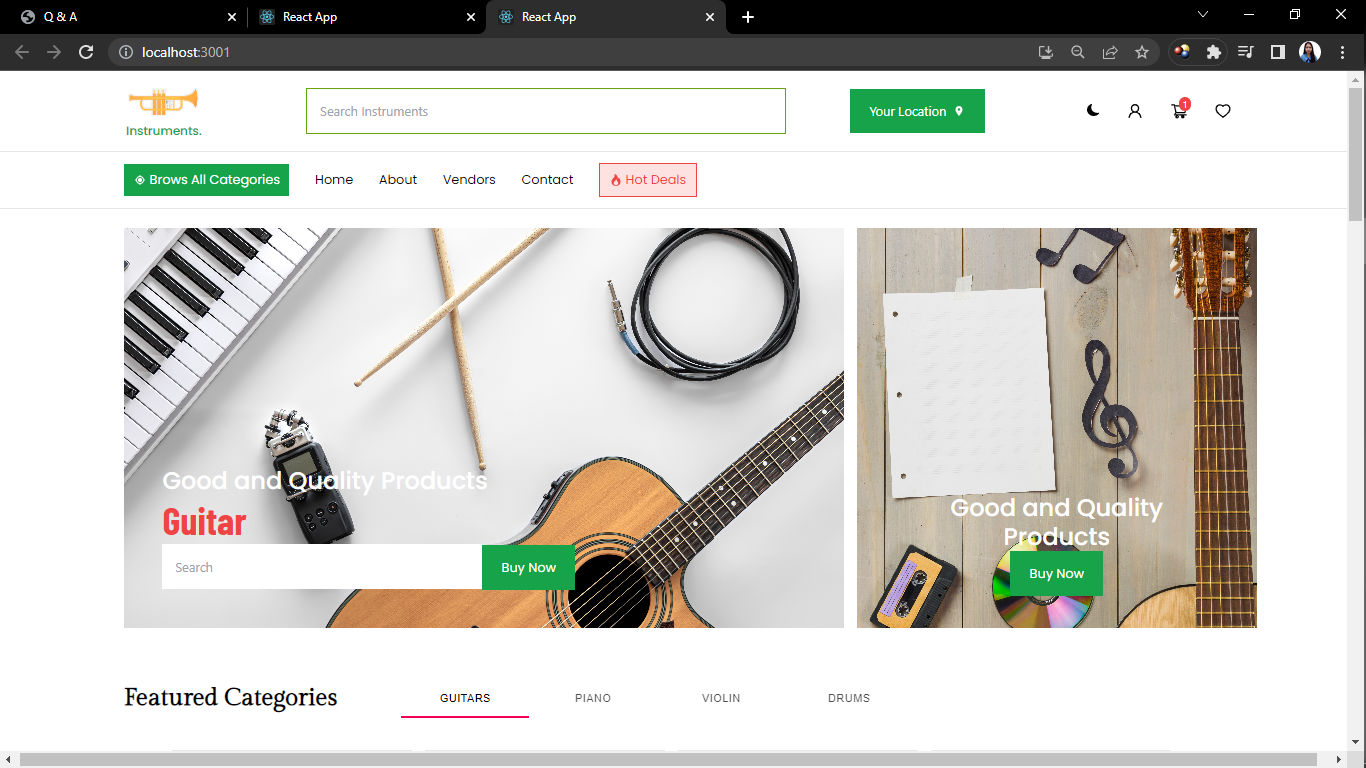 Q & A
React App
React App
localhost:3001
Instruments.
Search Instruments
Your Location
1
Brows All Categories
Home
About
Vendors
Contact
Hot Deals
Good and Quality Products
Guitar
Search
Buy Now
Good and Quality
Products
Buy Now
Featured Categories
GUITARS
PIANO
VIOLIN
DRUMS